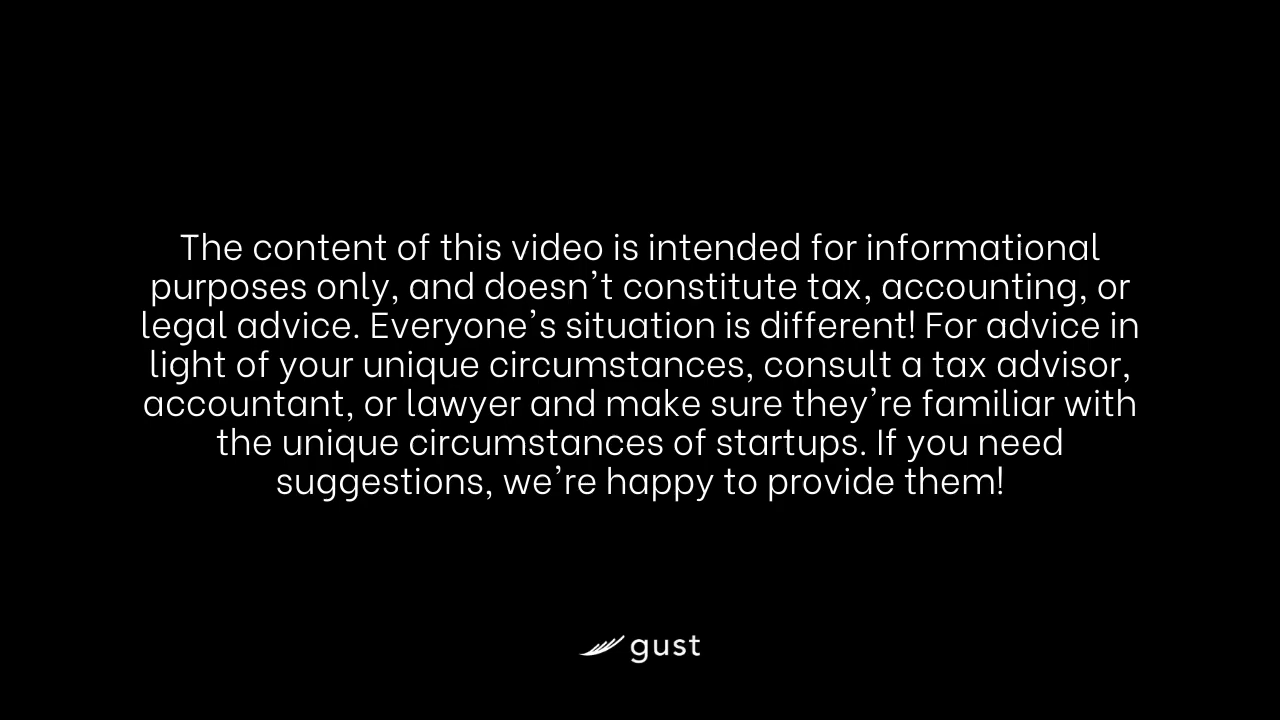 The content of this video is intended for informational
purposes only, and doesn't constitute tax, accounting, or
legal advice. Everyone's situation is different! For advice in
light of your unique circumstances, consult a tax advisor,
accountant, or lawyer and make sure they're familiar with
the unique circumstances of startups. If you need
suggestions, we're happy to provide them!
gust